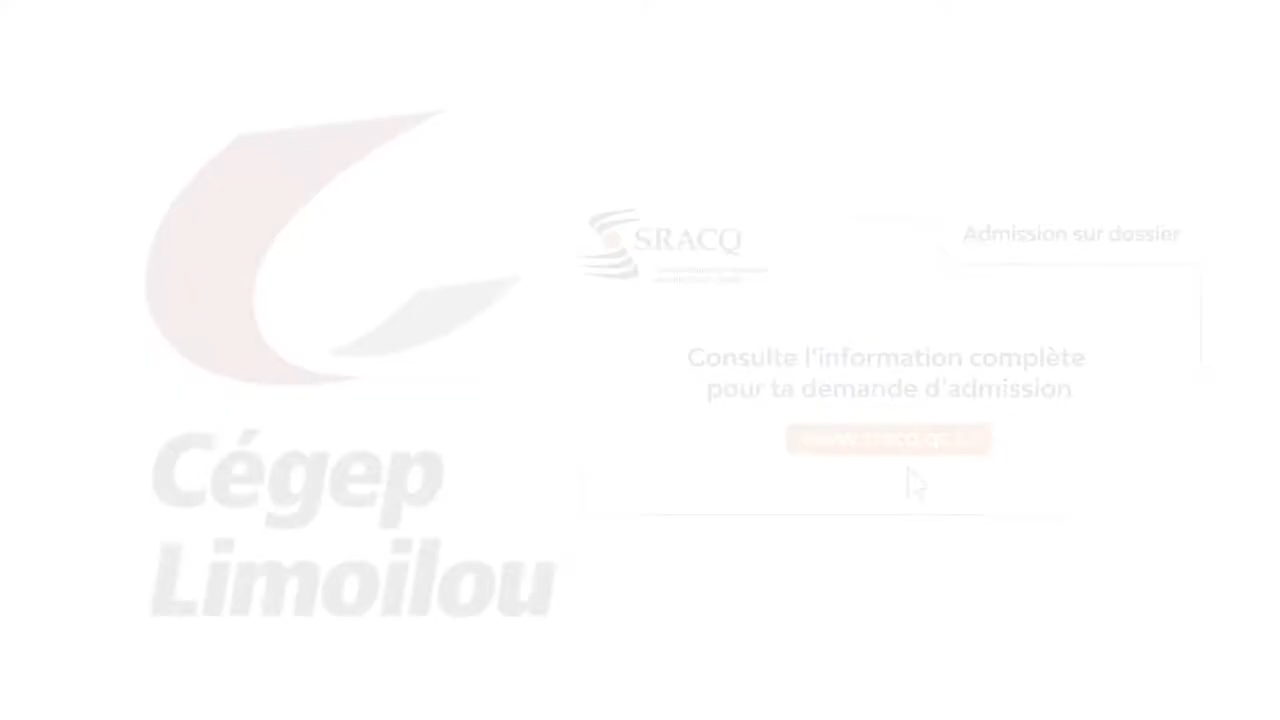 Cégep
Limoilou
SRACQ
Admission sur dossier
Consulte l'information complète
pour ta demande d'admission